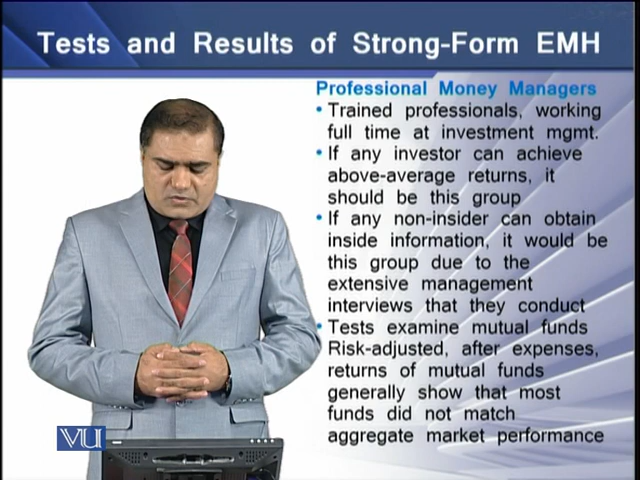 Tests and Results of Strong-Form EMH
Professional Money Managers
• Trained professionals, working
full time at investment mgmt.
• If any investor can achieve
above-average returns, it
should be this group
• If any non-insider can obtain
inside information, it would be
this group due to the
extensive management
interviews that they conduct
• Tests examine mutual funds
Risk-adjusted, after expenses,
returns of mutual funds
generally show that most
funds did not match
aggregate market performance
VU